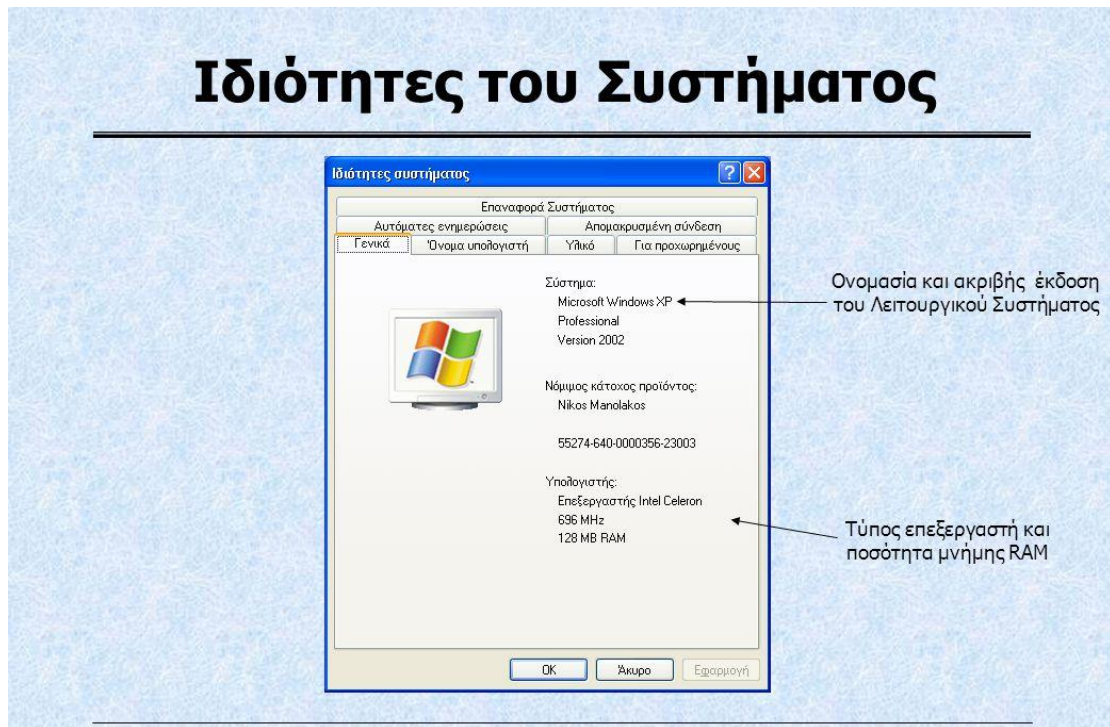 Ιδιότητες του Συστήματος
Ιδιότητες συστήματος
Επαναφορά Συστήματος
Αυτόματες ενημερώσεις Απομακρυσμένη σύνδεση
Γενικά Όνομα υπολογιστή Υλικό Για προχωρημένους
Σύστημα:
Microsoft Windows XP
Professional
Version 2002
Ονομασία και ακριβής έκδοση
του Λειτουργικού Συστήματος
Νόμιμος κάτοχος προϊόντος:
Nikos Manolakos
55274-640-0000356-23003
Υπολογιστής:
Επεξεργαστής Intel Celeron
696 MHz
128 MB RAM
Τύπος επεξεργαστή και
ποσότητα μνήμης RAM
OK Άκυρο Εφαρμογή